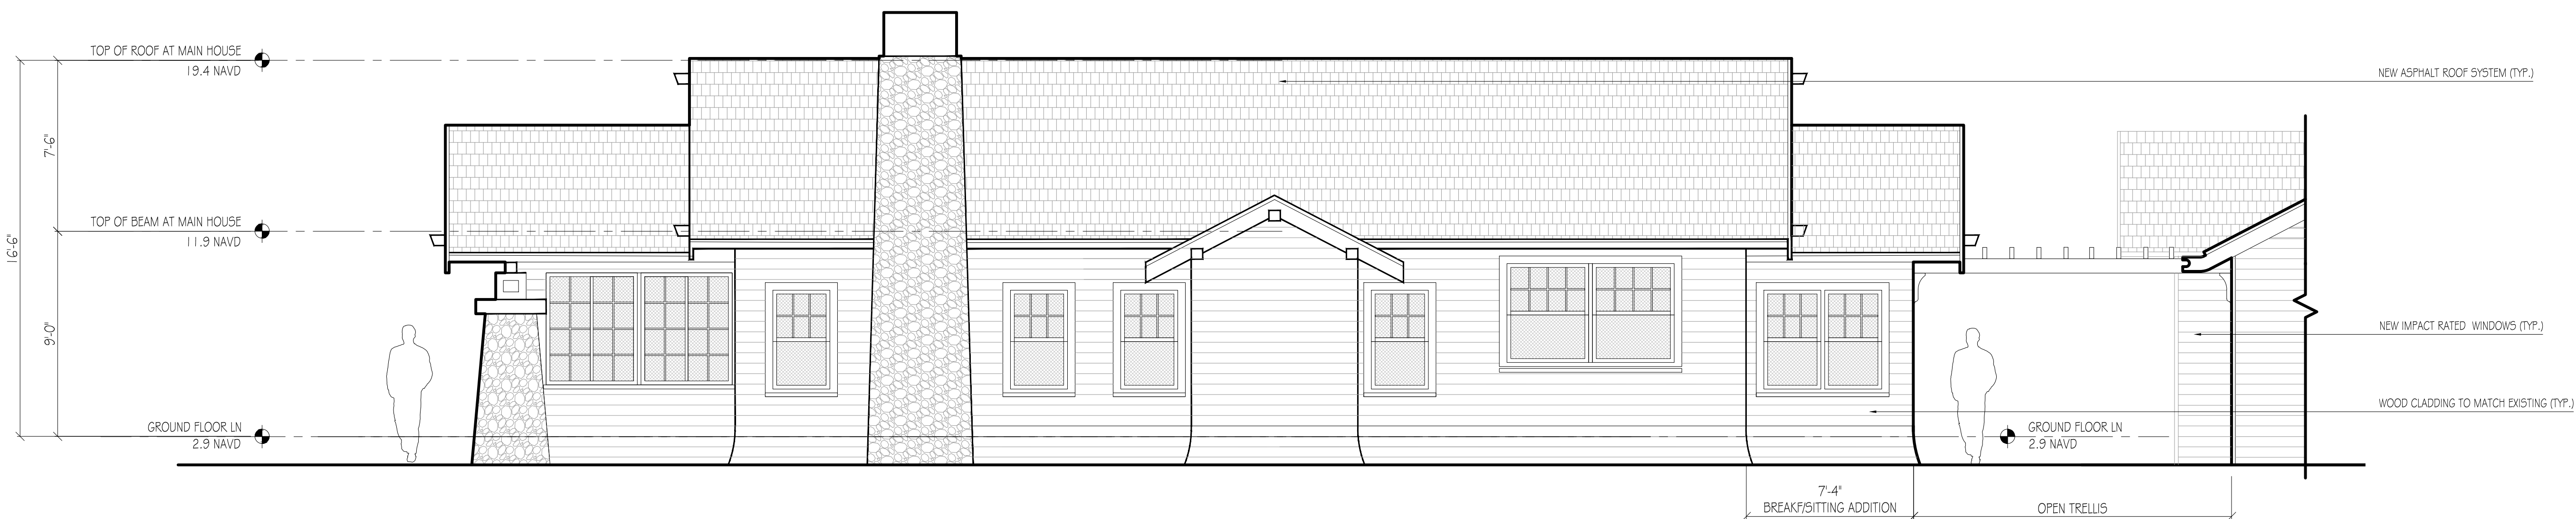 TOP OF ROOF AT MAIN HOUSE
19.4 NAVD
NEW ASPHALT ROOF SYSTEM (TYP.)
7'-6"
TOP OF BEAM AT MAIN HOUSE
11.9 NAVD
16'-6"
9'-0"
NEW IMPACT RATED WINDOWS (TYP.)
WOOD CLADDING TO MATCH EXISTING (TYP.)
GROUND FLOOR LN
2.9 NAVD
GROUND FLOOR LN
2.9 NAVD
7'-4"
BREAKF/SITTING ADDITION
OPEN TRELLIS